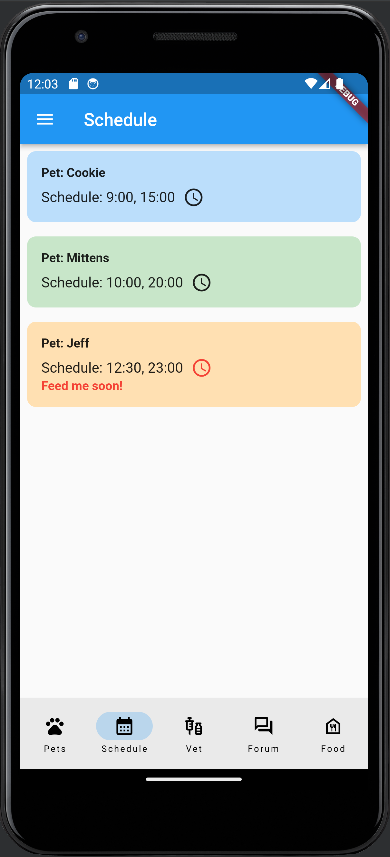 12:03
DEBUG
Schedule
Pet: Cookie
Schedule: 9:00, 15:00
Pet: Mittens
Schedule: 10:00, 20:00
Pet: Jeff
Schedule: 12:30, 23:00
Feed me soon!
Pets Schedule Vet Forum Food